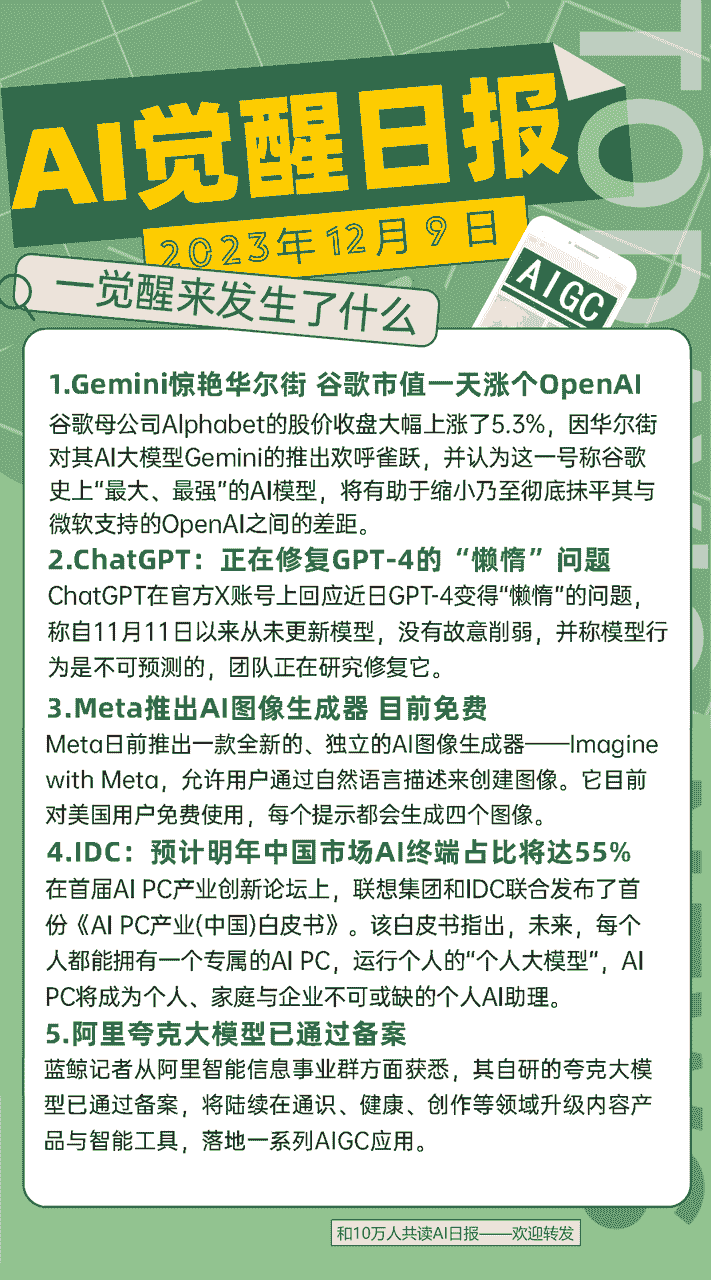 AI觉醒日报
2023年12月9日
AIGC
一觉醒来发生了什么
1.Gemini惊艳华尔街 谷歌市值一天涨个OpenAI
谷歌母公司Alphabet的股价收盘大幅上涨了5.3%，因华尔街
对其AI大模型Gemini的推出欢呼雀跃，并认为这一号称谷歌
史上“最大、最强”的AI模型，将有助于缩小乃至彻底抹平其与
微软支持的OpenAI之间的差距。
2.ChatGPT：正在修复GPT-4的“懒惰”问题
ChatGPT在官方X账号上回应近日GPT-4变得“懒惰”的问题，
称自11月11日以来从未更新模型，没有故意削弱，并称模型行
为是不可预测的，团队正在研究修复它。
3.Meta推出AI图像生成器 目前免费
Meta日前推出一款全新的、独立的AI图像生成器——Imagine
with Meta，允许用户通过自然语言描述来创建图像。它目前
对美国用户免费使用，每个提示都会生成四个图像。
4.IDC：预计明年中国市场AI终端占比将达55%
在首届AI PC产业创新论坛上，联想集团和IDC联合发布了首
份《AI PC产业(中国)白皮书》。该白皮书指出，未来，每个
人都能拥有一个专属的AI PC，运行个人的“个人大模型”，AI
PC将成为个人、家庭与企业不可或缺的个人AI助理。
5.阿里夸克大模型已通过备案
蓝鲸记者从阿里智能信息事业群方面获悉，其自研的夸克大模
型已通过备案，将陆续在通识、健康、创作等领域升级内容产
品与智能工具，落地一系列AIGC应用。
和10万人共读AI日报——欢迎转发